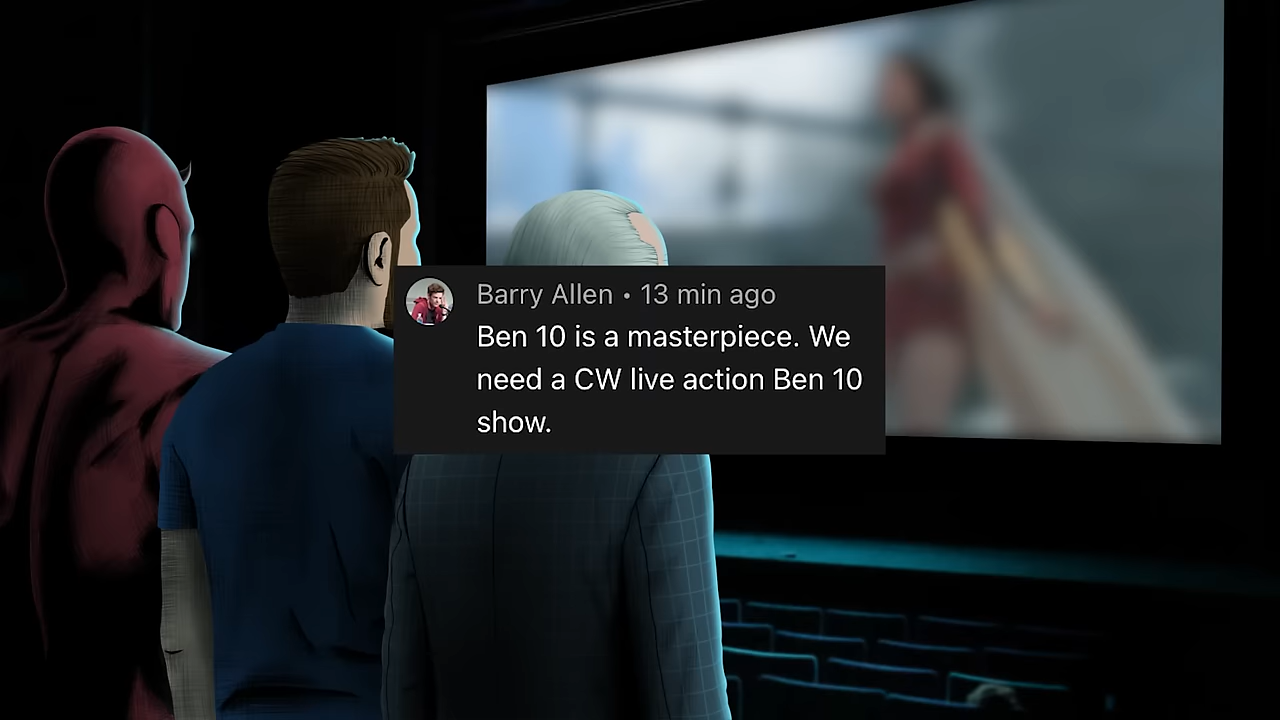 Barry Allen • 13 min ago
Ben 10 is a masterpiece. We
need a CW live action Ben 10
show.